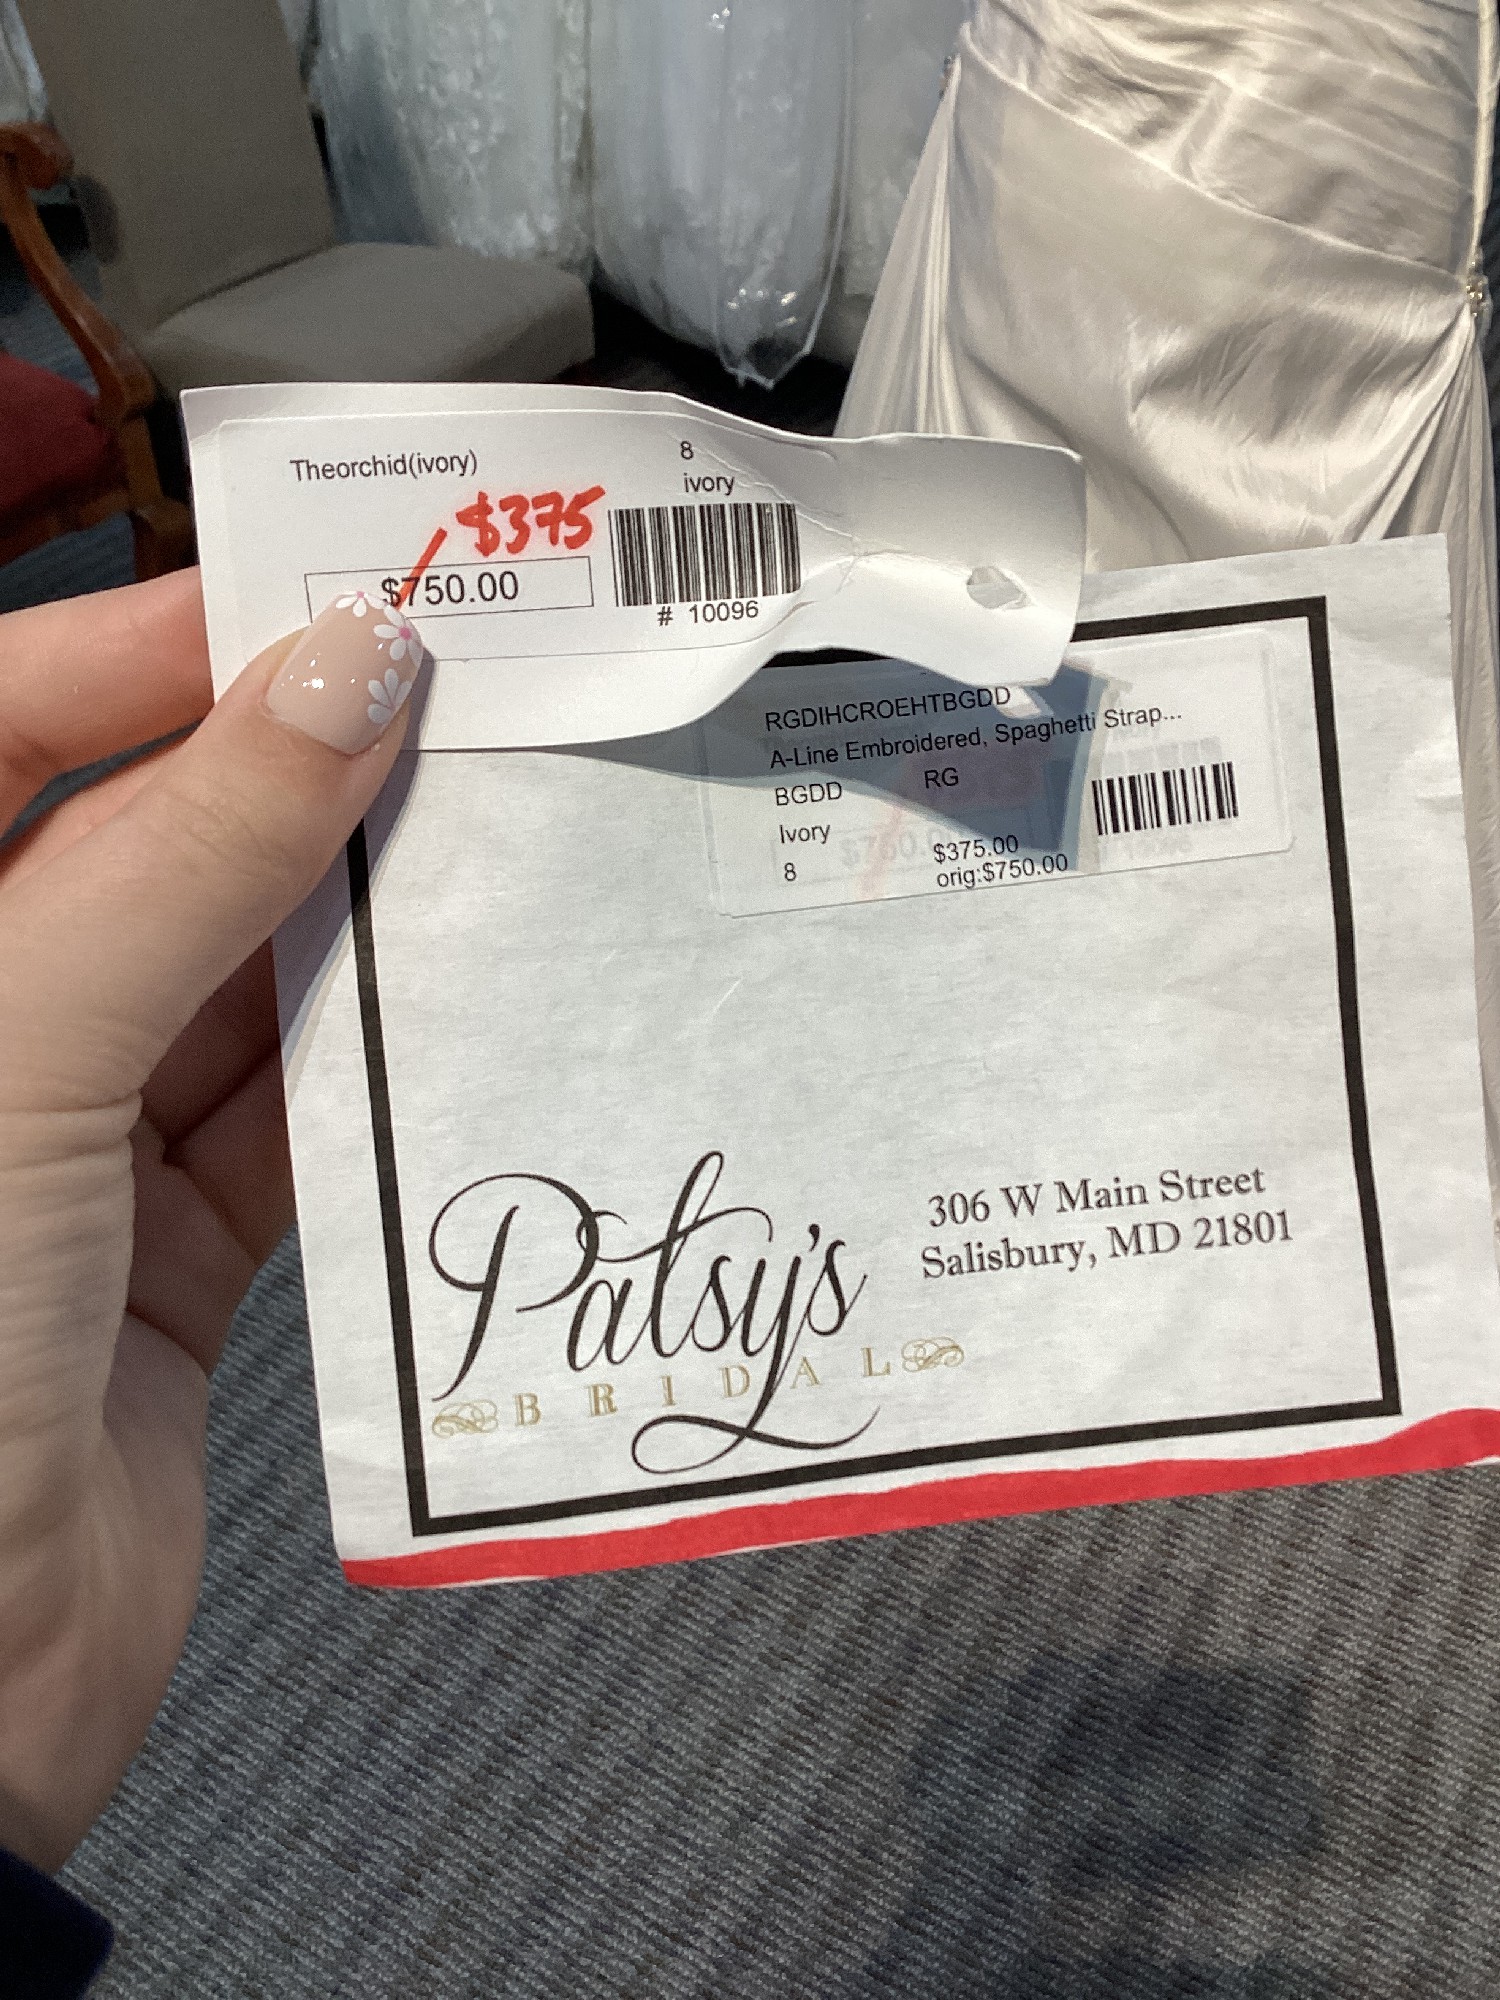 Theorchid(ivory)
8
ivory
$375
$750.00
# 10096
RGDIHCROEHTBGDD
A-Line Embroidered, Spaghetti Strap...
BGDD RG
Ivory
8
$375.00
orig:$750.00
Patsy's
BRIDAL
306 W Main Street
Salisbury, MD 21801